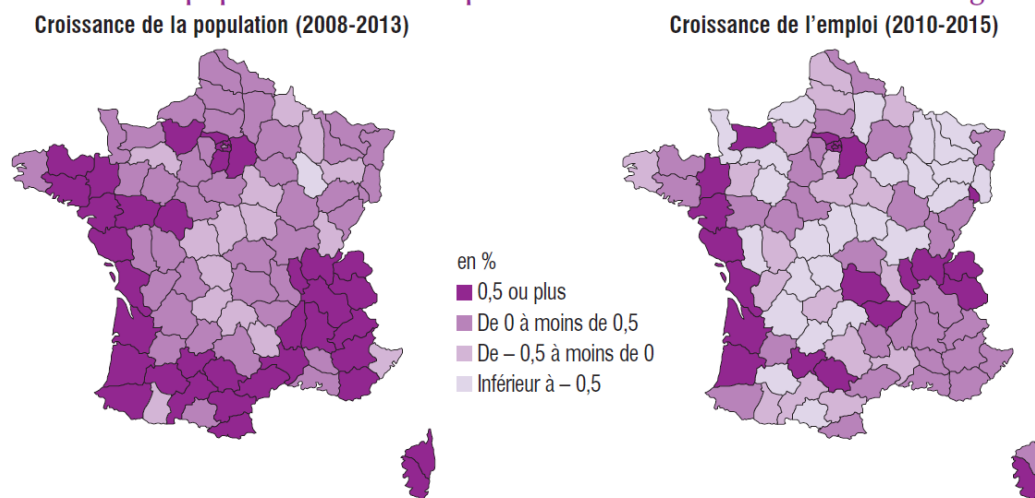 Croissance de la population (2008-2013)
Croissance de l'emploi (2010-2015)
en %
0,5 ou plus
De 0 à moins de 0,5
De – 0,5 à moins de 0
Inférieur à – 0,5